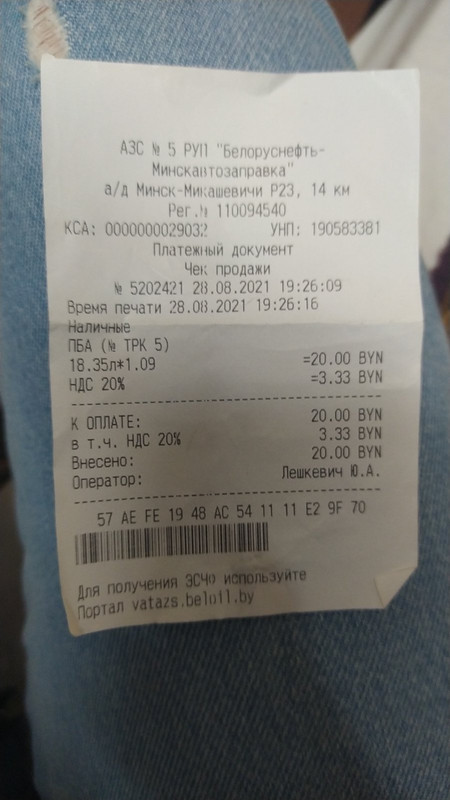 АЗС № 5 РУП "Белоруснефть-
Минскавтозаправка"
а/д Минск-Микашевичи Р23, 14 км
Рег.№ 110094540
КСА: 0000000029032 УНП: 190583381
Платежный документ
Чек продажи
№ 5202421 28.08.2021 19:26:09
Время печати 28.08.2021 19:26:16
Наличные
ПБА (№ ТРК 5)
18.35л*1.09 =20.00 BYN
НДС 20% =3.33 BYN
К ОПЛАТЕ: 20.00 BYN
в т.ч. НДС 20% 3.33 BYN
Внесено: 20.00 BYN
Оператор: Лешкевич Ю.А.
57 AE FE 19 48 AC 54 11 11 E2 9F 70
Для получения ЭСЧФ используйте
Портал vatazs.beloil.by